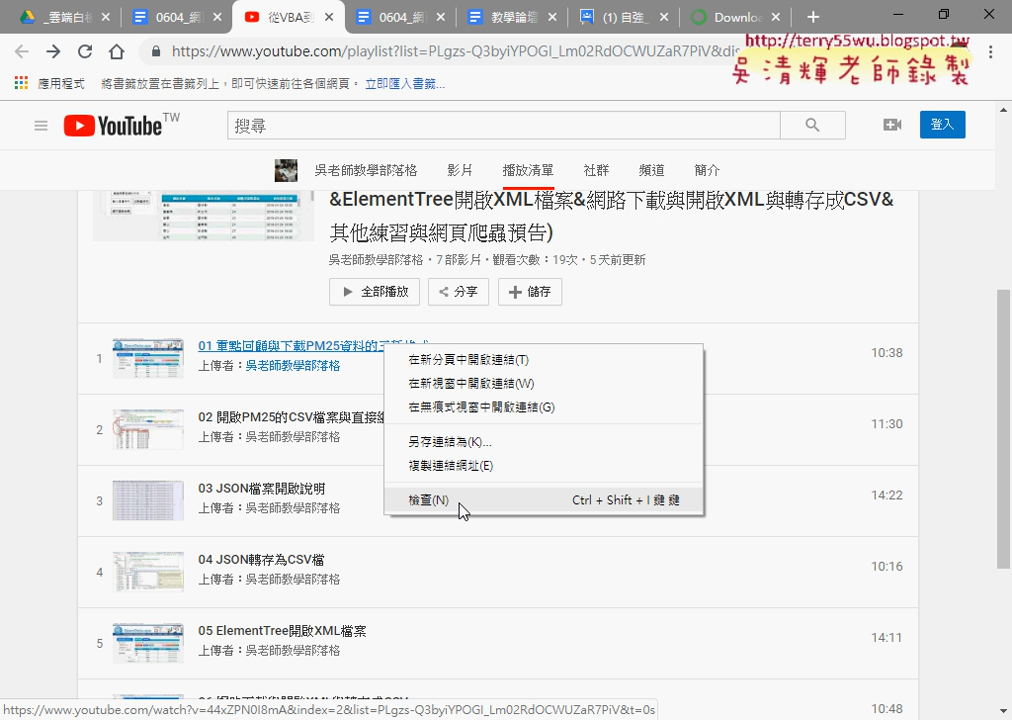 _雲端白板
0604_網
從VBA到
0604_網
教學論壇
(1) 自強_
Downloa
https://www.youtube.com/playlist?list=PLgzs-Q3byiYPOGI_Lm02RdOCWUZaR7PiV&dis
http://terry55wu.blogspot.tw
吳清輝老師錄製
應用程式
將書籤放置在書籤列上，即可快速前往各個網頁。 立即匯入書籤...
YouTube TW
搜尋
登入
吳老師教學部落格
影片
播放清單
社群
頻道
簡介
&ElementTree開啟XML檔案&網路下載與開啟XML與轉存成CSV&
其他練習與網頁爬蟲預告)
吳老師教學部落格・7 部影片・觀看次數：19次・5 天前更新
全部播放
分享
儲存
1
01 重點回顧與下載PM25資料的三種格式
上傳者：吳老師教學部落格
10:38
在新分頁中開啟連結(T)
在新視窗中開啟連結(W)
在無痕式視窗中開啟連結(G)
另存連結為(K)...
複製連結網址(E)
檢查(N)
Ctrl + Shift + I 鍵 鍵
2
02 開啟PM25的CSV檔案與直接
上傳者：吳老師教學部落格
11:30
3
03 JSON檔案開啟說明
上傳者：吳老師教學部落格
14:22
4
04 JSON轉存為CSV檔
上傳者：吳老師教學部落格
10:16
5
05 ElementTree開啟XML檔案
上傳者：吳老師教學部落格
14:11
10:48
https://www.youtube.com/watch?v=44xZPN0I8mA&index=2&list=PLgzs-Q3byiYPOGI_Lm02RdOCWUZaR7PiV&t=0s